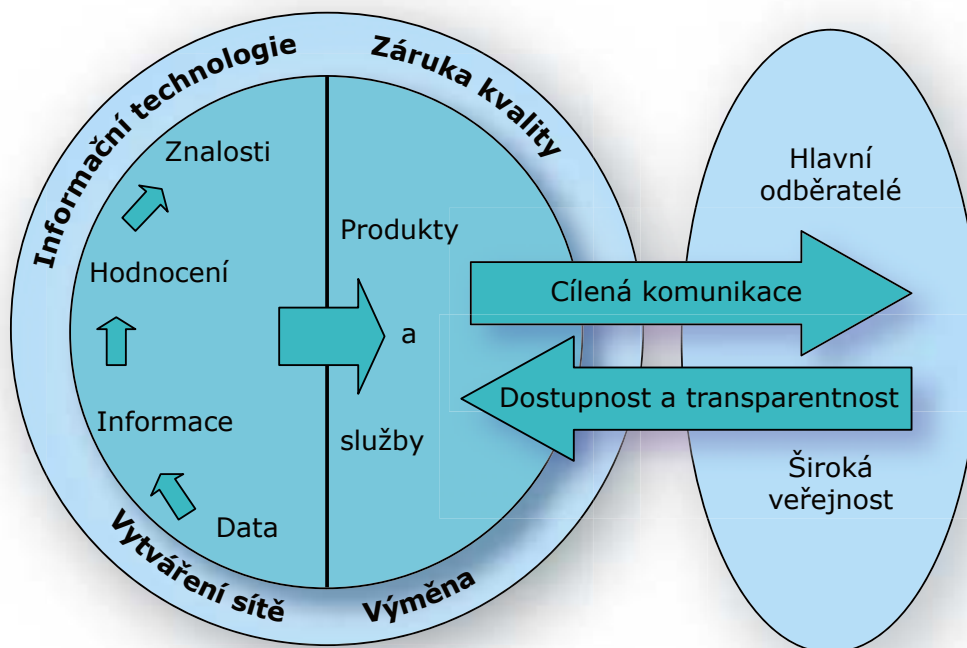 Informační technologie
Záruka kvality
Znalosti
Hodnocení
Informace
Data
Vytváření sítě
Výměna
Produkty
a
služby
Hlavní
odběratelé
Cílená komunikace
Dostupnost a transparentnost
Široká
veřejnost